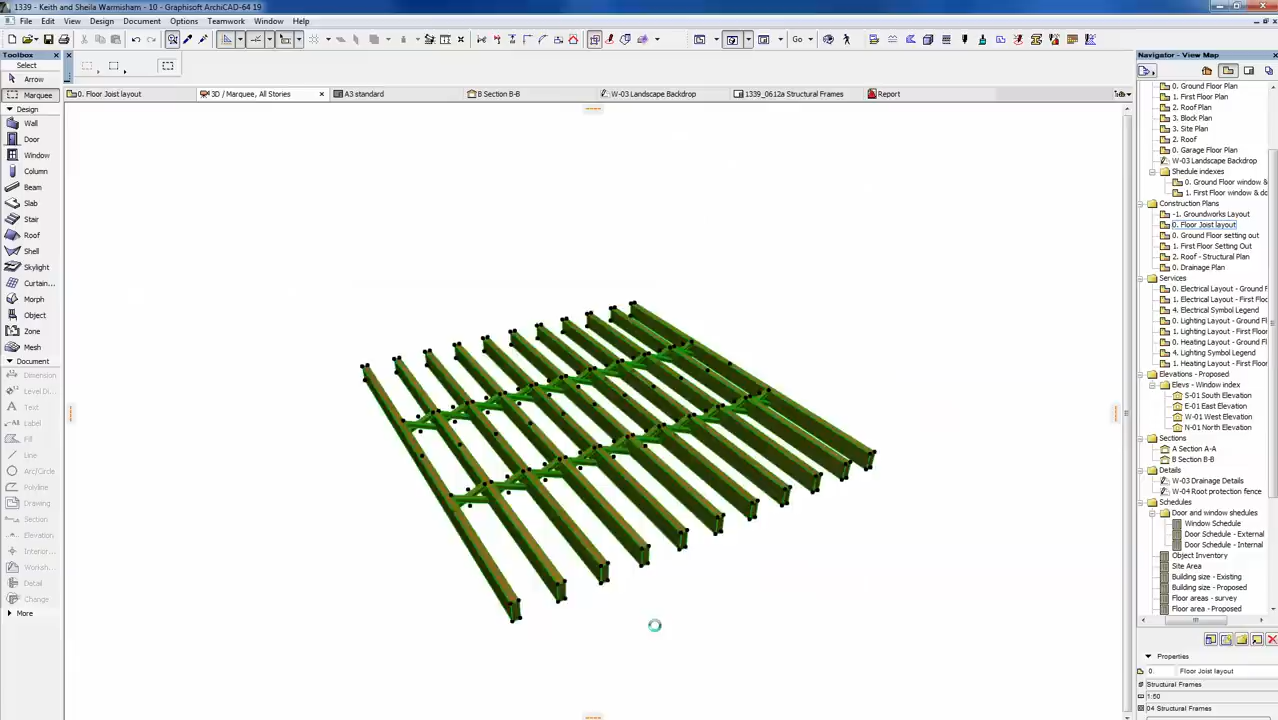 1339 - Keith and Sheila Warmisham - 10 - Graphisoft ArchiCAD-64 19
File Edit View Design Document Options Teamwork Window Help
Toolbox
Select
Arrow
Marquee
Design
Wall
Door
Window
Column
Beam
Slab
Stair
Roof
Shell
Skylight
Curtain...
Morph
Object
Zone
Mesh
Document
Dimension
Level Di...
Text
Label
Fill
Line
Arc/Circle
Polyline
Drawing
Section
Elevation
Interior...
Worksh...
Detail
Change
More
Go
0. Floor Joist layout
3D / Marquee, All Stories
A3 standard
B Section B-B
W-03 Landscape Backdrop
1339_0612a Structural Frames
Report
Navigator - View Map
0. Ground Floor Plan
1. First Floor Plan
2. Roof Plan
3. Block Plan
3. Site Plan
2. Roof
0. Garage Floor Plan
W-03 Landscape Backdrop
Shedule indexes
0. Ground Floor window &
1. First Floor window & dc
Construction Plans
-1. Groundworks Layout
0. Floor Joist layout
0. Ground Floor setting out
1. First Floor Setting Out
2. Roof - Structural Plan
0. Drainage Plan
Services
0. Electrical Layout - Ground F
1. Electrical Layout - First Floo
4. Electrical Symbol Legend
0. Lighting Layout - Ground Fl
1. Lighting Layout - First Floor
0. Heating Layout - Ground F
4. Lighting Symbol Legend
1. Heating Layout - First Floo
Elevations - Proposed
Elevs - Window index
S-01 South Elevation
E-01 East Elevation
W-01 West Elevation
N-01 North Elevation
Sections
A Section A-A
B Section B-B
Details
W-03 Drainage Details
W-04 Root protection fence
Schedules
Door and window shedules
Window Schedule
Door Schedule - External
Door Schedule - Internal
Object Inventory
Site Area
Building size - Existing
Building size - Proposed
Floor areas - survey
Floor area - Proposed
Properties
0. Floor Joist layout
Structural Frames
1:50
04 Structural Frames